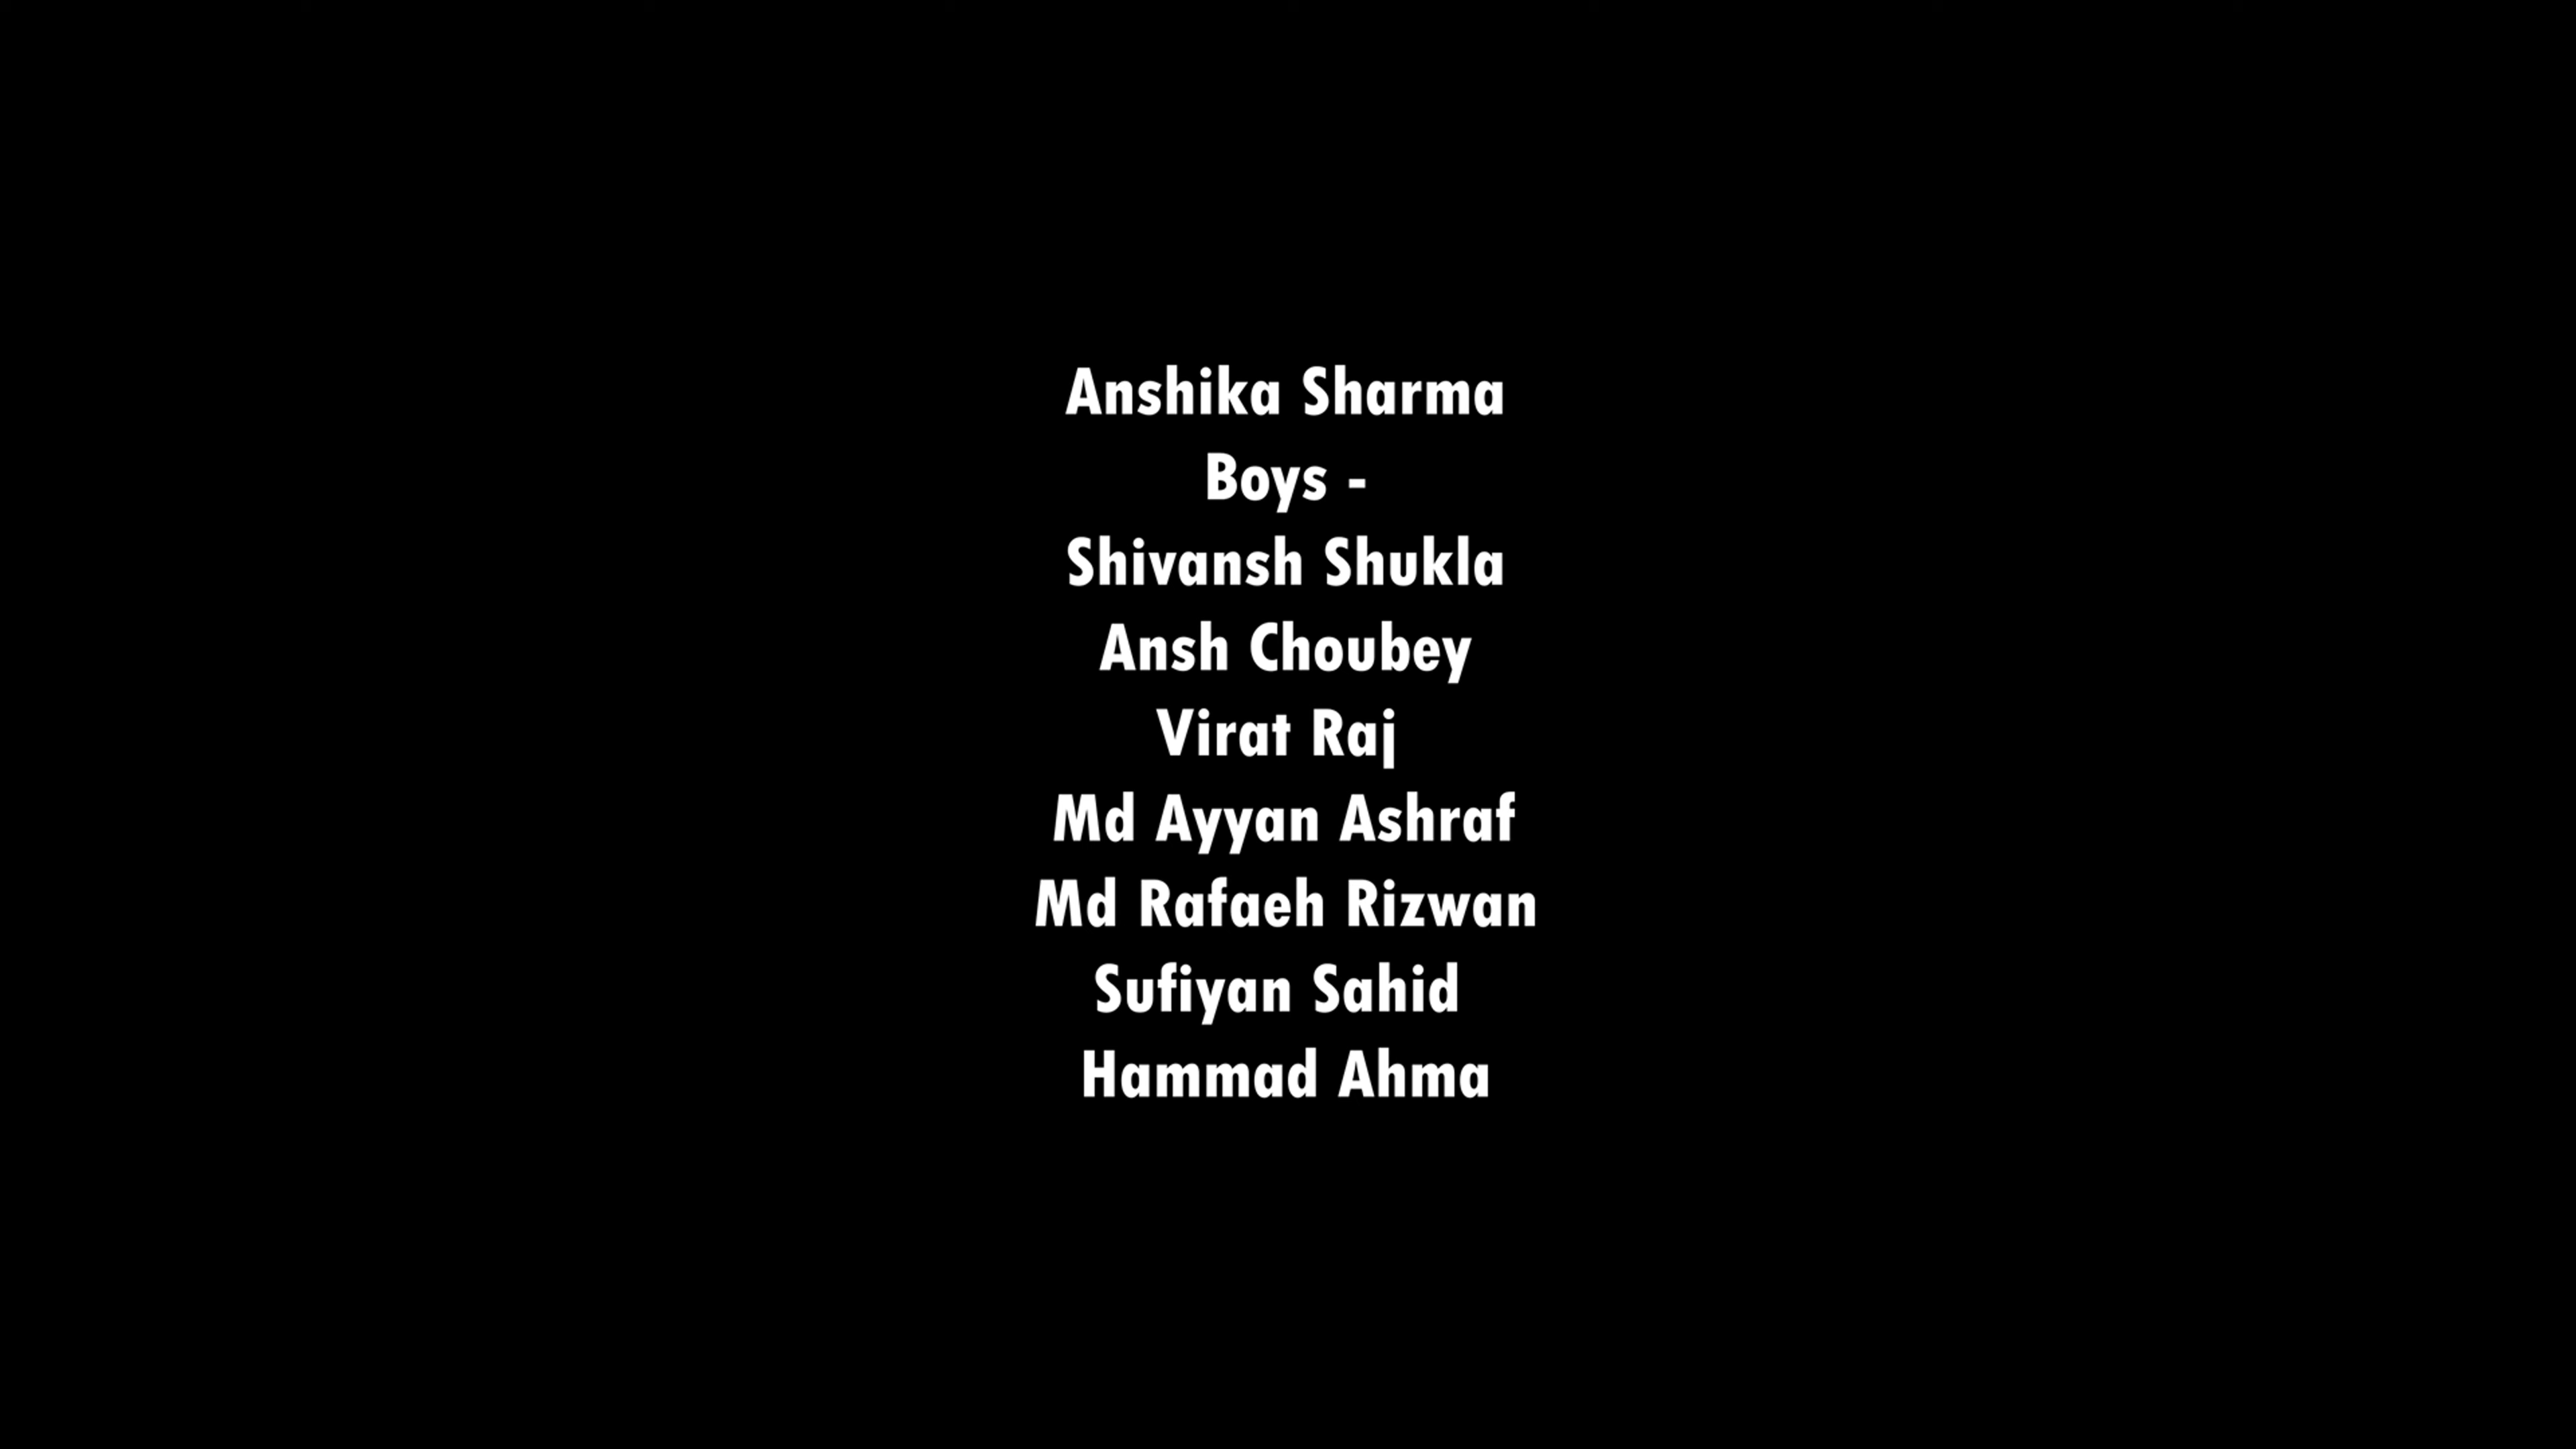 Anshika Sharma
Boys -
Shivansh Shukla
Ansh Choubey
Virat Raj
Md Ayyan Ashraf
Md Rafaeh Rizwan
Sufiyan Sahid
Hammad Ahma